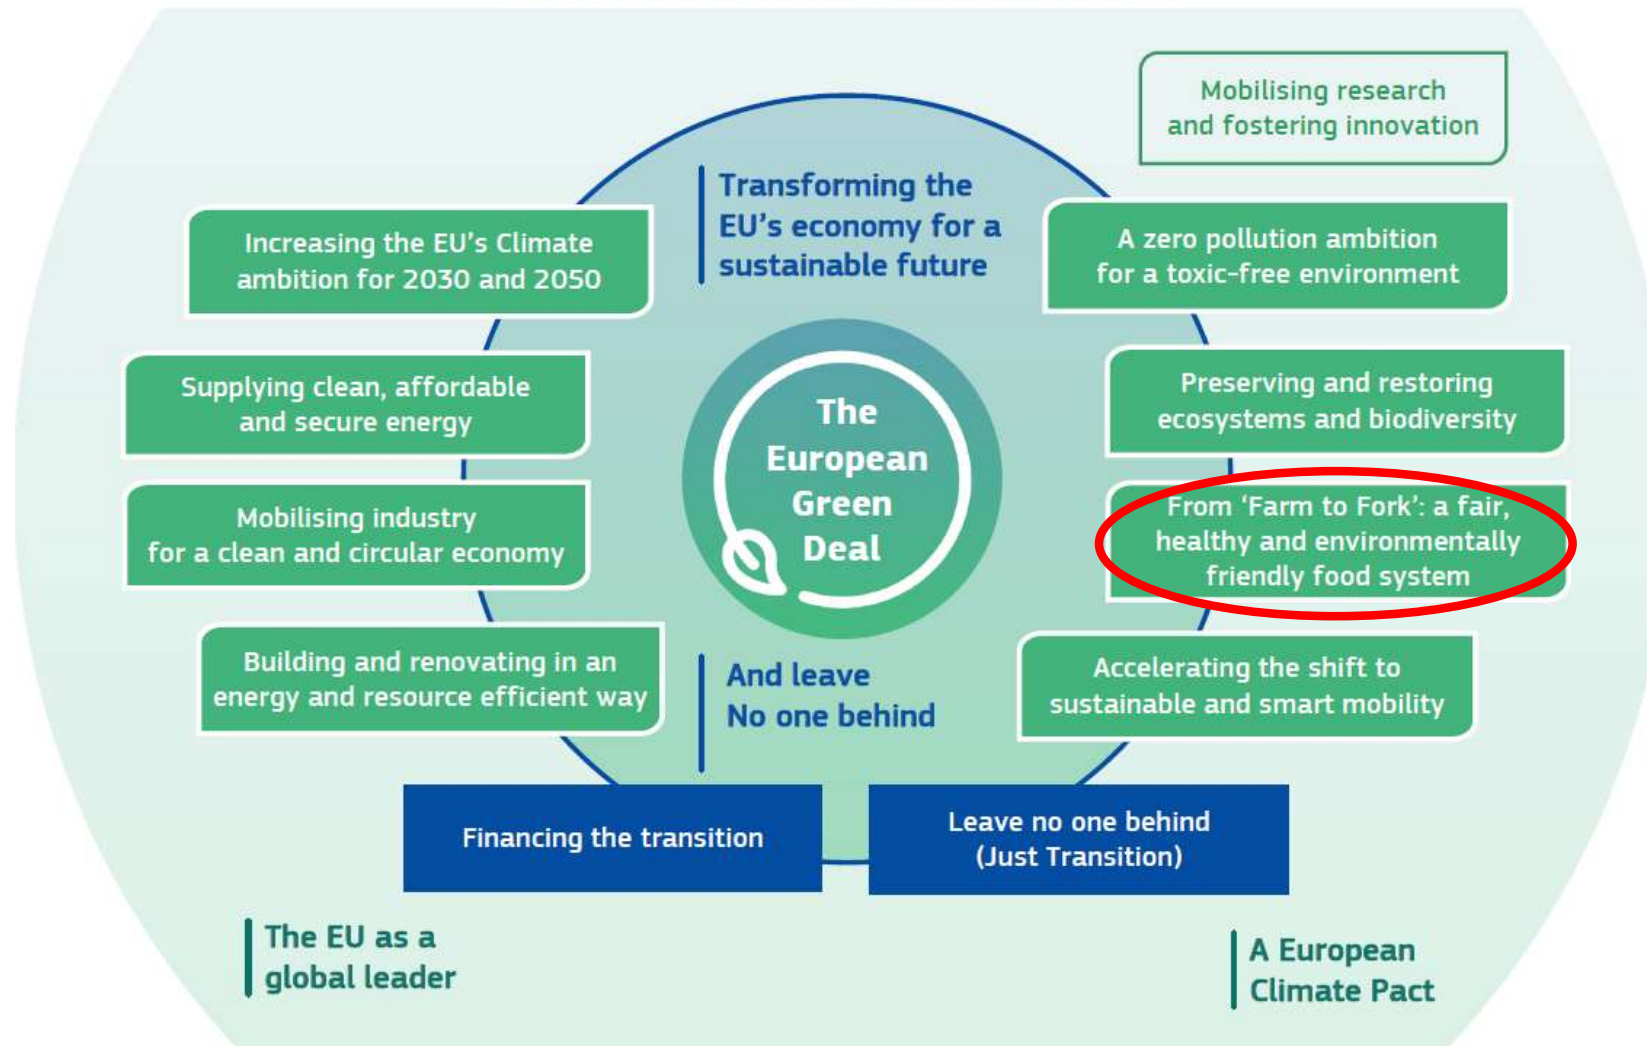 Mobilising research
and fostering innovation
Transforming the
EU's economy for a
sustainable future
Increasing the EU's Climate
ambition for 2030 and 2050
A zero pollution ambition
for a toxic-free environment
Supplying clean, affordable
and secure energy
Preserving and restoring
ecosystems and biodiversity
The
European
Green
Deal
Mobilising industry
for a clean and circular economy
From ‘Farm to Fork’: a fair,
healthy and environmentally
friendly food system
Building and renovating in an
energy and resource efficient way
Accelerating the shift to
sustainable and smart mobility
And leave
No one behind
Financing the transition
Leave no one behind
(Just Transition)
The EU as a
global leader
A European
Climate Pact